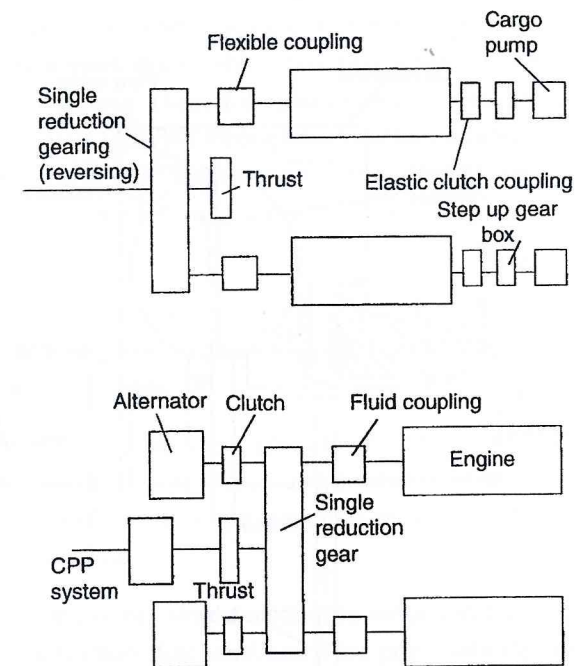 Cargo
pump
Flexible coupling
Single
reduction
gearing
(reversing)
Thrust
Elastic clutch coupling
Step up gear
box
Alternator
Clutch
Fluid coupling
Engine
Single
reduction
gear
CPP
system
Thrust